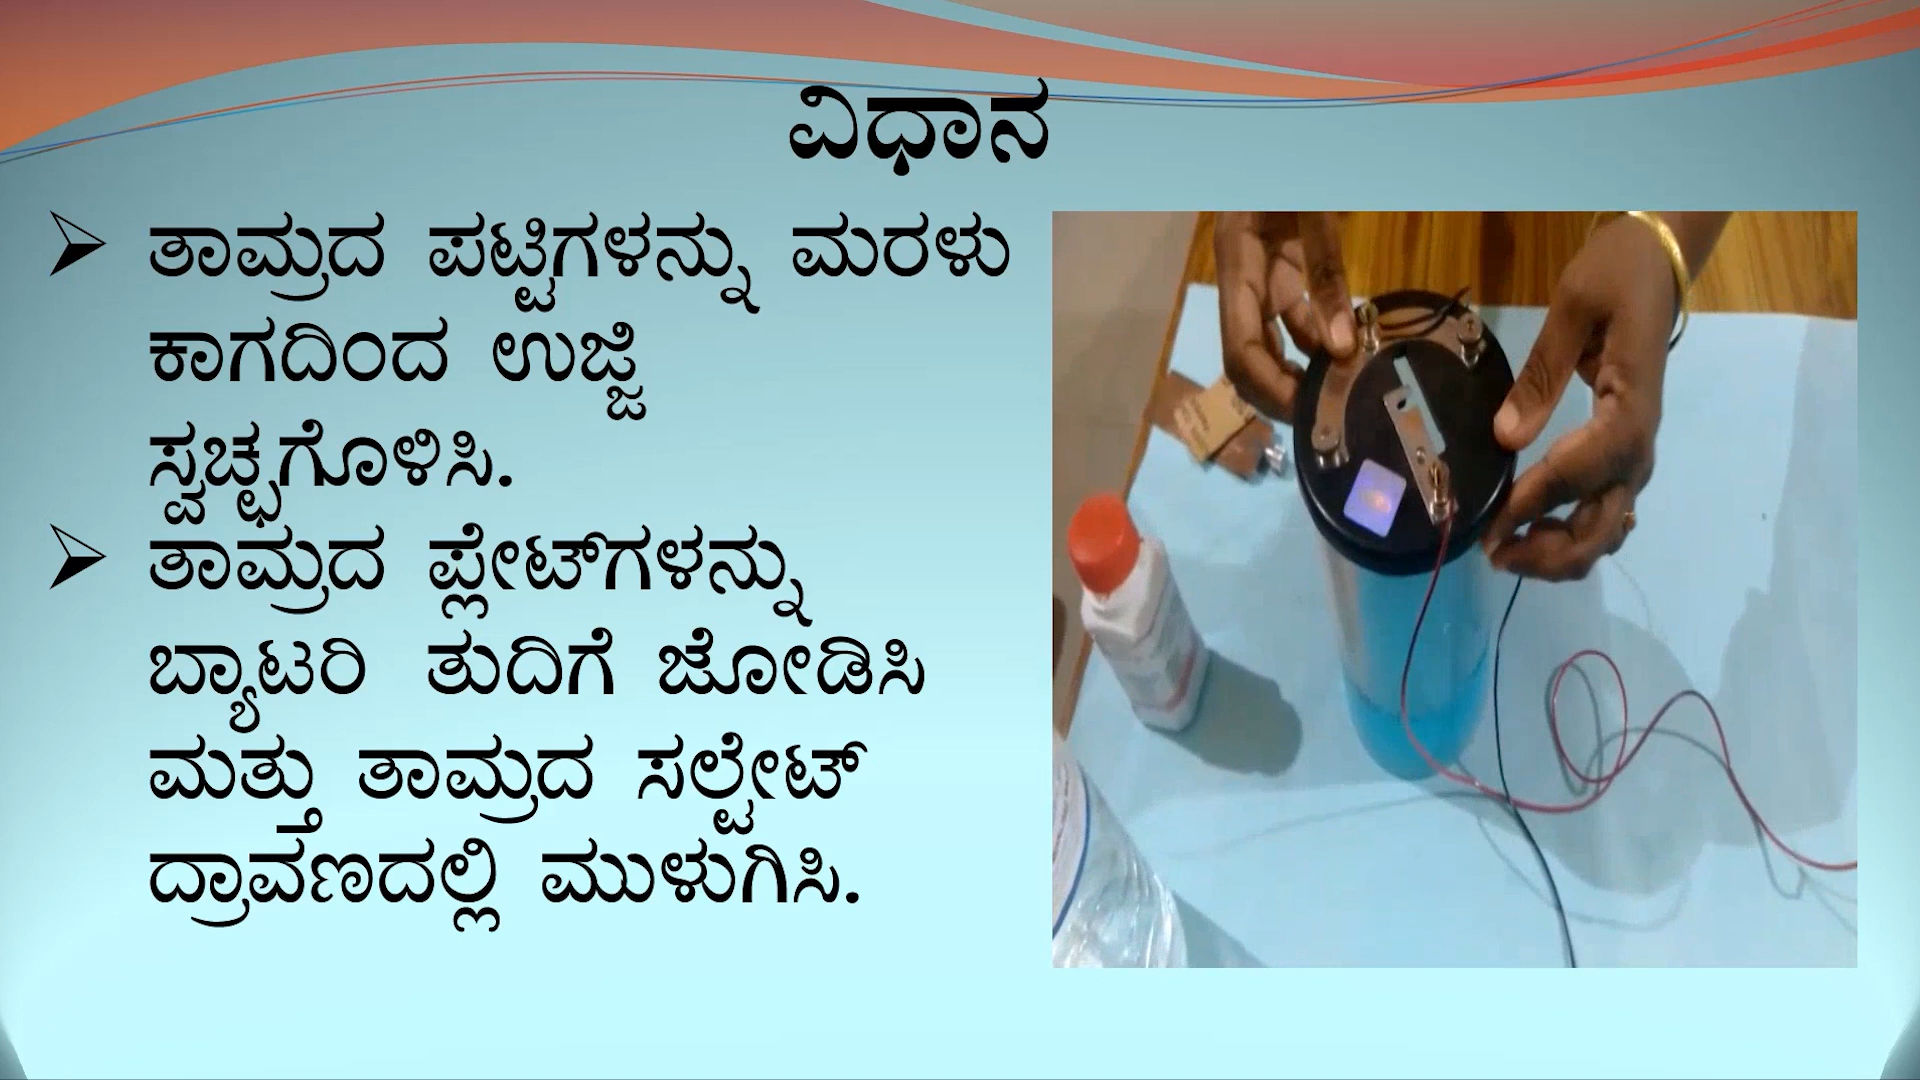 ವಿಧಾನ
ತಾಮ್ರದ ಪಟ್ಟಿಗಳನ್ನು ಮರಳು
ಕಾಗದಿಂದ ಉಜ್ಜಿ
ಸ್ವಚ್ಛಗೊಳಿಸಿ.
ತಾಮ್ರದ ಪ್ಲೇಟ್‌ಗಳನ್ನು
ಬ್ಯಾಟರಿ ತುದಿಗೆ ಜೋಡಿಸಿ
ಮತ್ತು ತಾಮ್ರದ ಸಲ್ಪೇಟ್
ದ್ರಾವಣದಲ್ಲಿ ಮುಳುಗಿಸಿ.